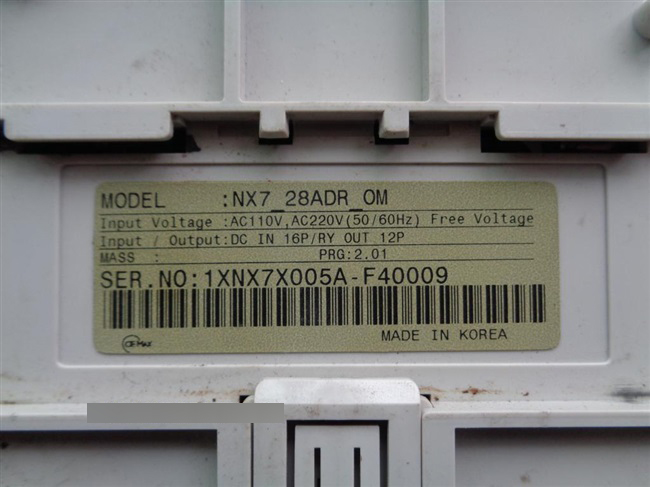 MODEL :NX7_28ADR_OM
Input Voltage :AC110V,AC220V(50/60Hz) Free Voltage
Input / Output:DC IN 16P/RY OUT 12P
MASS : PRG:2.01
SER.NO:1XNX7X005A-F40009
MADE IN KOREA